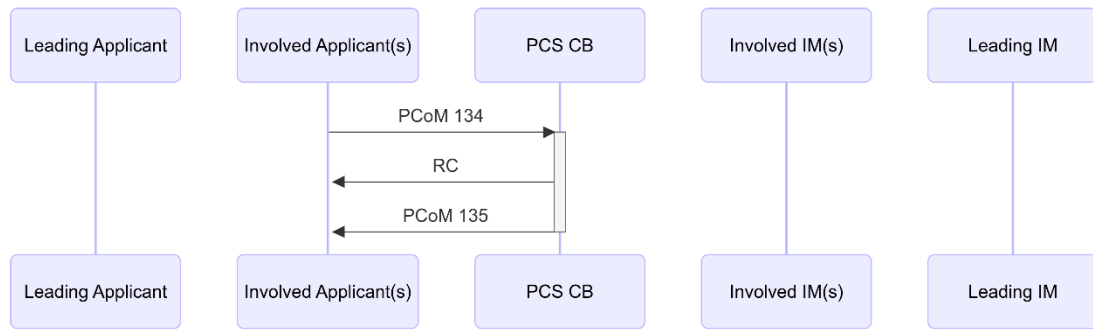 Leading Applicant
Involved Applicant(s)
PCS CB
Involved IM(s)
Leading IM
PCoM 134
RC
PCoM 135
Leading Applicant
Involved Applicant(s)
PCS CB
Involved IM(s)
Leading IM